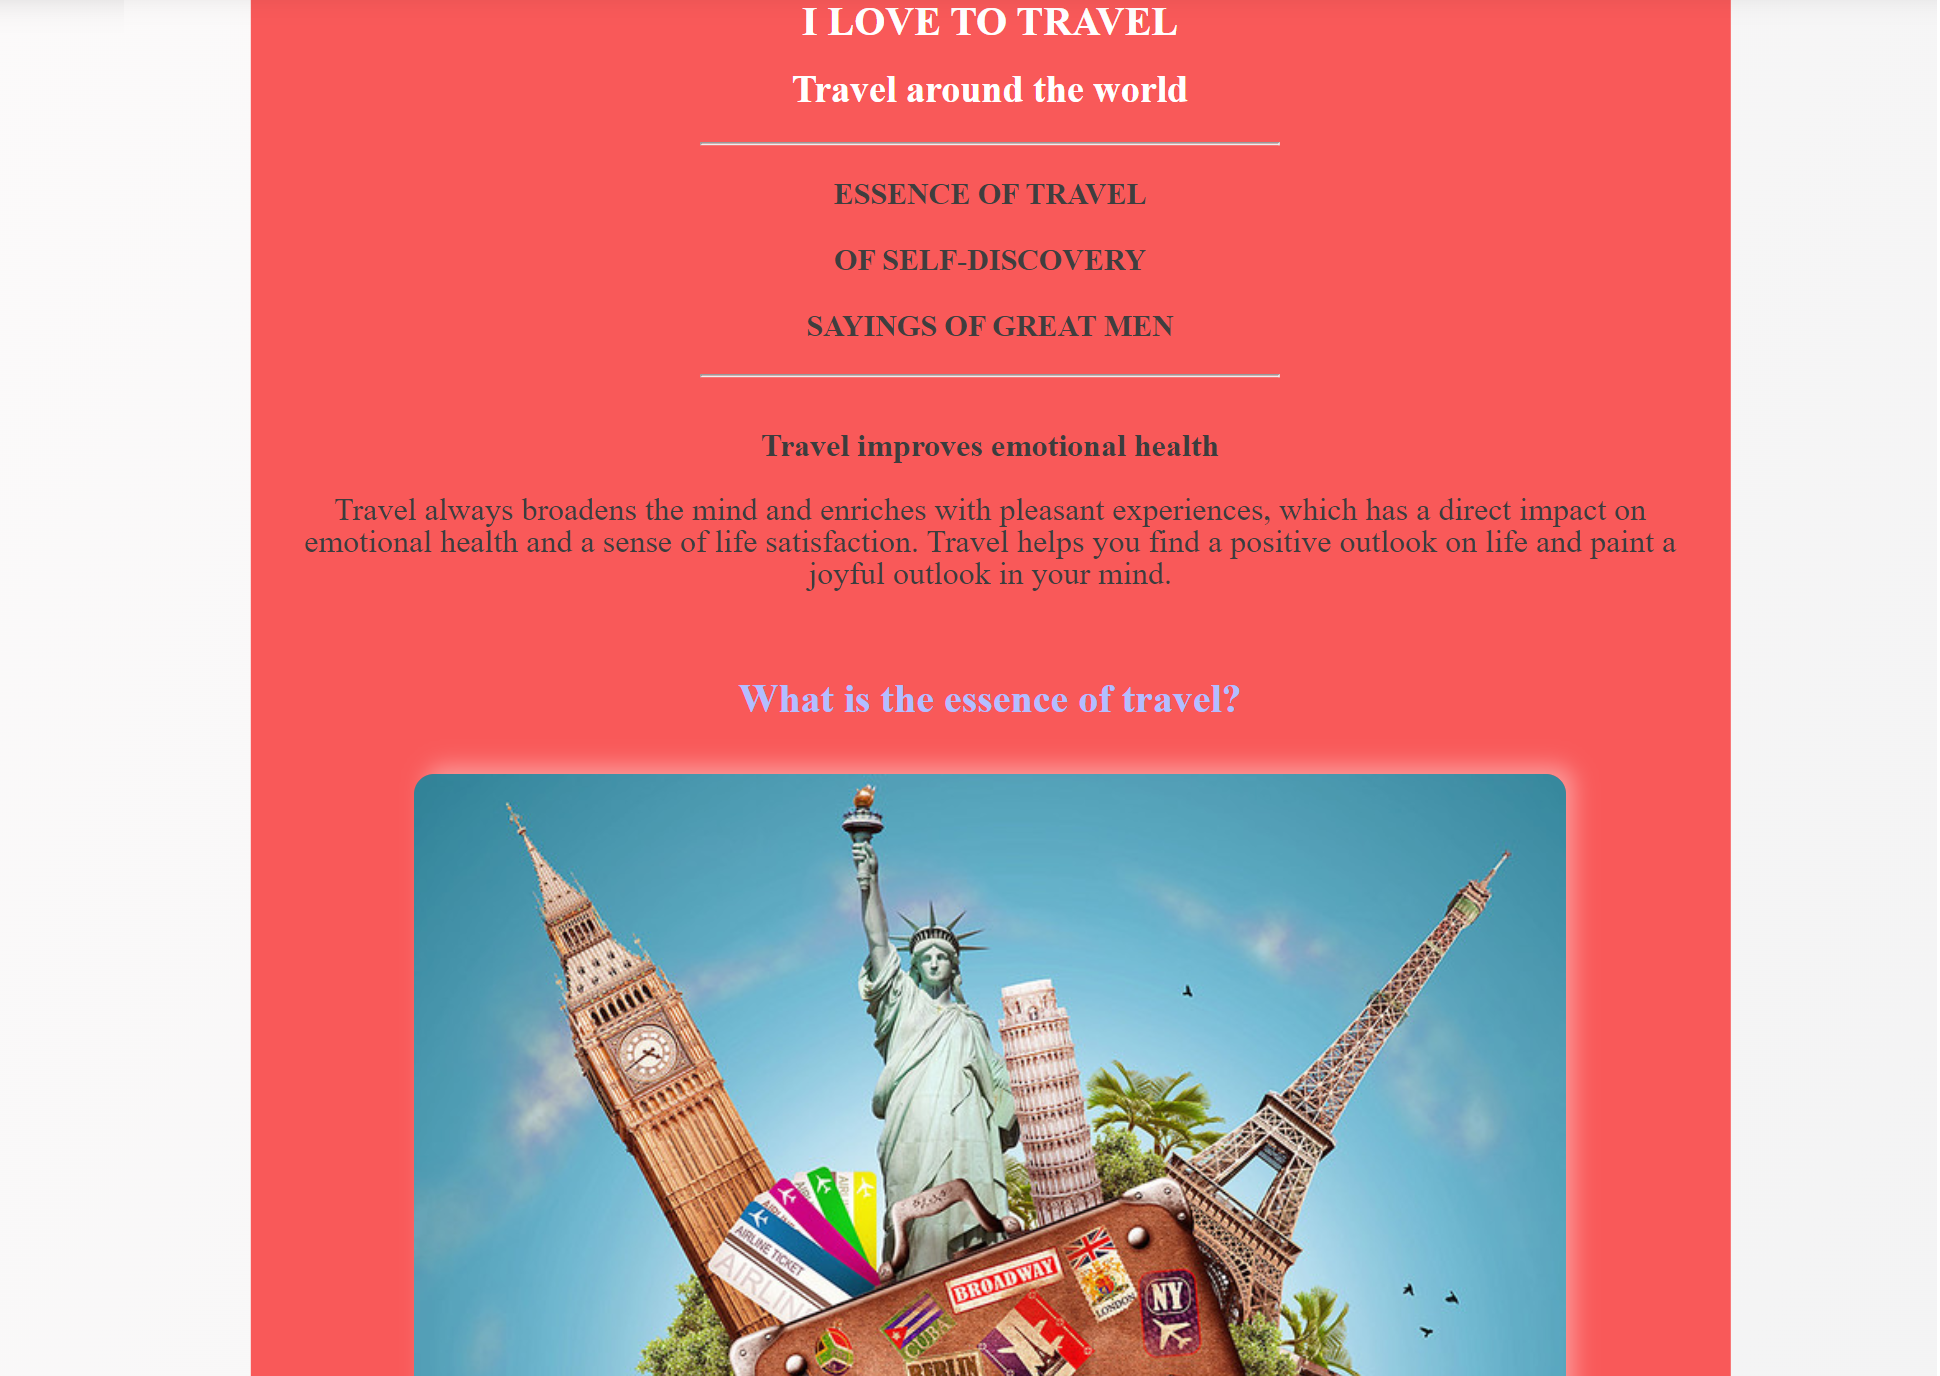 I LOVE TO TRAVEL
Travel around the world
ESSENCE OF TRAVEL
OF SELF-DISCOVERY
SAYINGS OF GREAT MEN
Travel improves emotional health
Travel always broadens the mind and enriches with pleasant experiences, which has a direct impact on
emotional health and a sense of life satisfaction. Travel helps you find a positive outlook on life and paint a
joyful outlook in your mind.
What is the essence of travel?
AIRLINE TICKET
AIRLIN
BROADWAY
LONDON
NY
CUBA
BERLIN